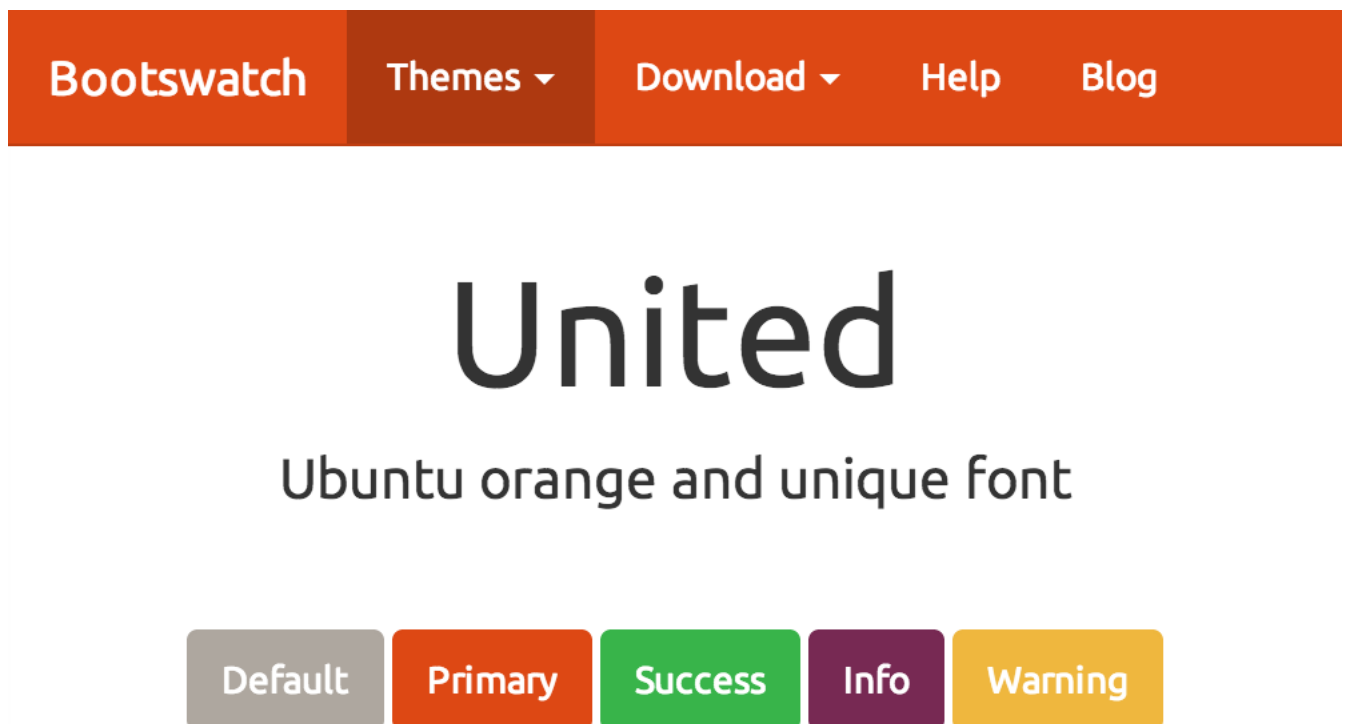 Bootswatch Themes Download Help Blog
United
Ubuntu orange and unique font
Default Primary Success Info Warning